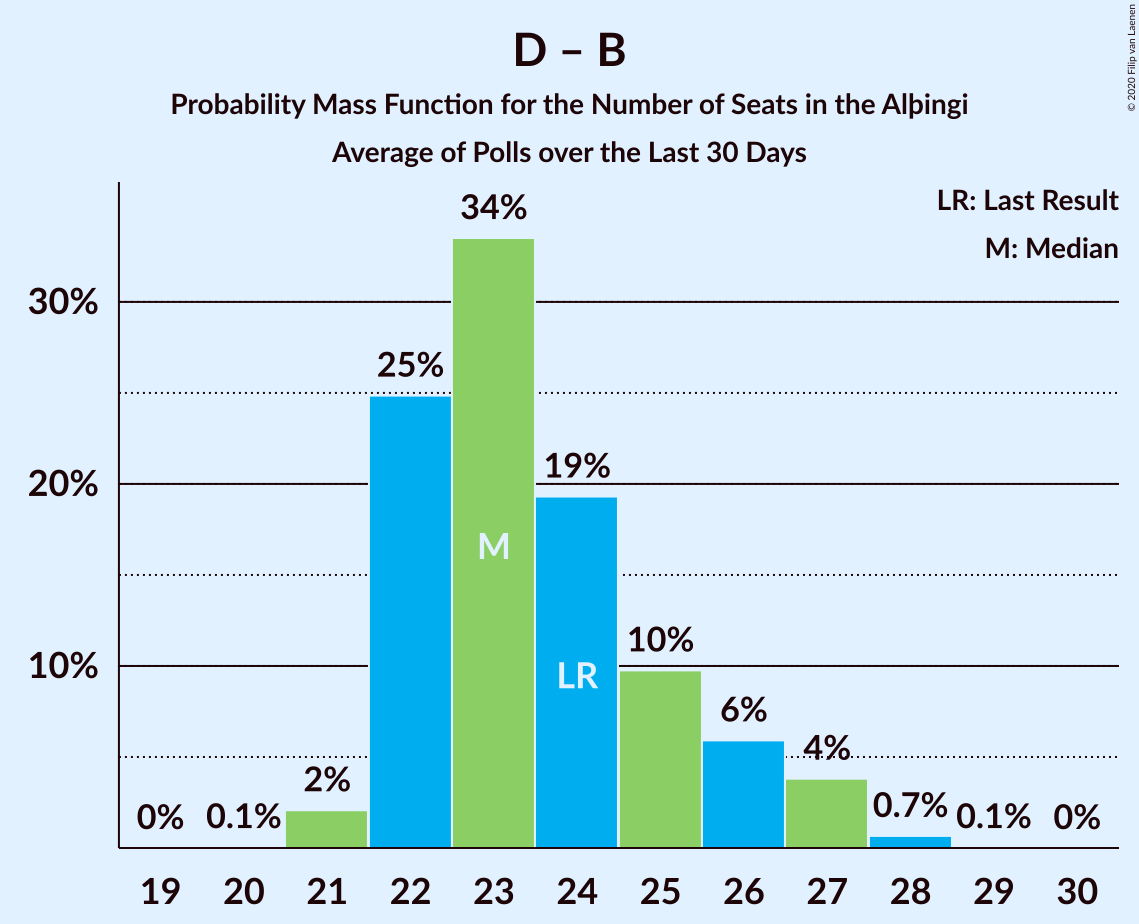 D – B
Probability Mass Function for the Number of Seats in the Alþingi
Average of Polls over the Last 30 Days
© 2020 Filip van Laenen
LR: Last Result
M: Median
34%
30%
25%
20%
19%
M
10%
10%
LR
6%
4%
2%
0%
0.1%
0.7%
0.1%
0%
19 20 21 22 23 24 25 26 27 28 29 30